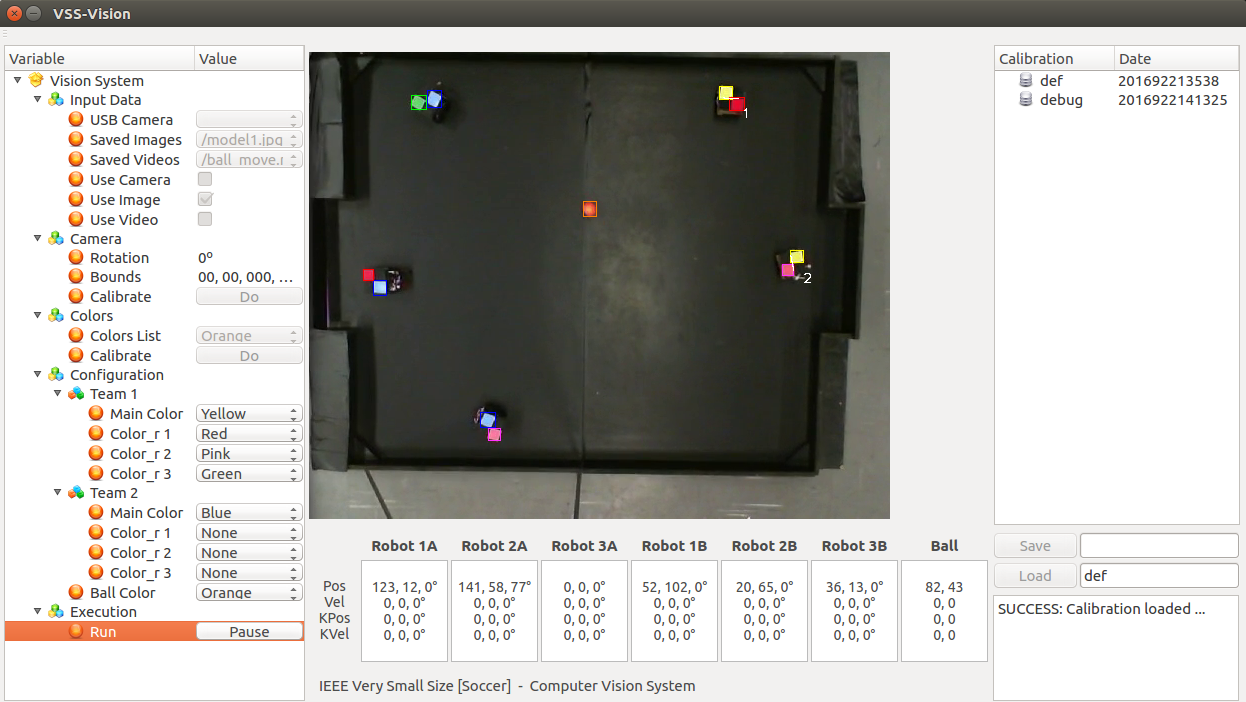 VSS-Vision
Variable Value
Vision System
Input Data
USB Camera
Saved Images /model1.jpg
Saved Videos /ball_move.r
Use Camera
Use Image
Use Video
Camera
Rotation 0º
Bounds 00, 00, 000, ...
Calibrate Do
Colors
Colors List Orange
Calibrate Do
Configuration
Team 1
Main Color Yellow
Color_r 1 Red
Color_r 2 Pink
Color_r 3 Green
Team 2
Main Color Blue
Color_r 1 None
Color_r 2 None
Color_r 3 None
Ball Color Orange
Execution
Run Pause
1
2
Robot 1A Robot 2A Robot 3A Robot 1B Robot 2B Robot 3B Ball
Pos 123, 12, 0° 141, 58, 77° 0, 0, 0° 52, 102, 0° 20, 65, 0° 36, 13, 0° 82, 43
Vel 0, 0, 0° 0, 0, 0° 0, 0, 0° 0, 0, 0° 0, 0, 0° 0, 0, 0° 0, 0
KPos 0, 0, 0° 0, 0, 0° 0, 0, 0° 0, 0, 0° 0, 0, 0° 0, 0, 0° 0, 0
KVel 0, 0, 0° 0, 0, 0° 0, 0, 0° 0, 0, 0° 0, 0, 0° 0, 0, 0° 0, 0
IEEE Very Small Size [Soccer] - Computer Vision System
Calibration Date
def 201692213538
debug 2016922141325
Save
Load def
SUCCESS: Calibration loaded ...